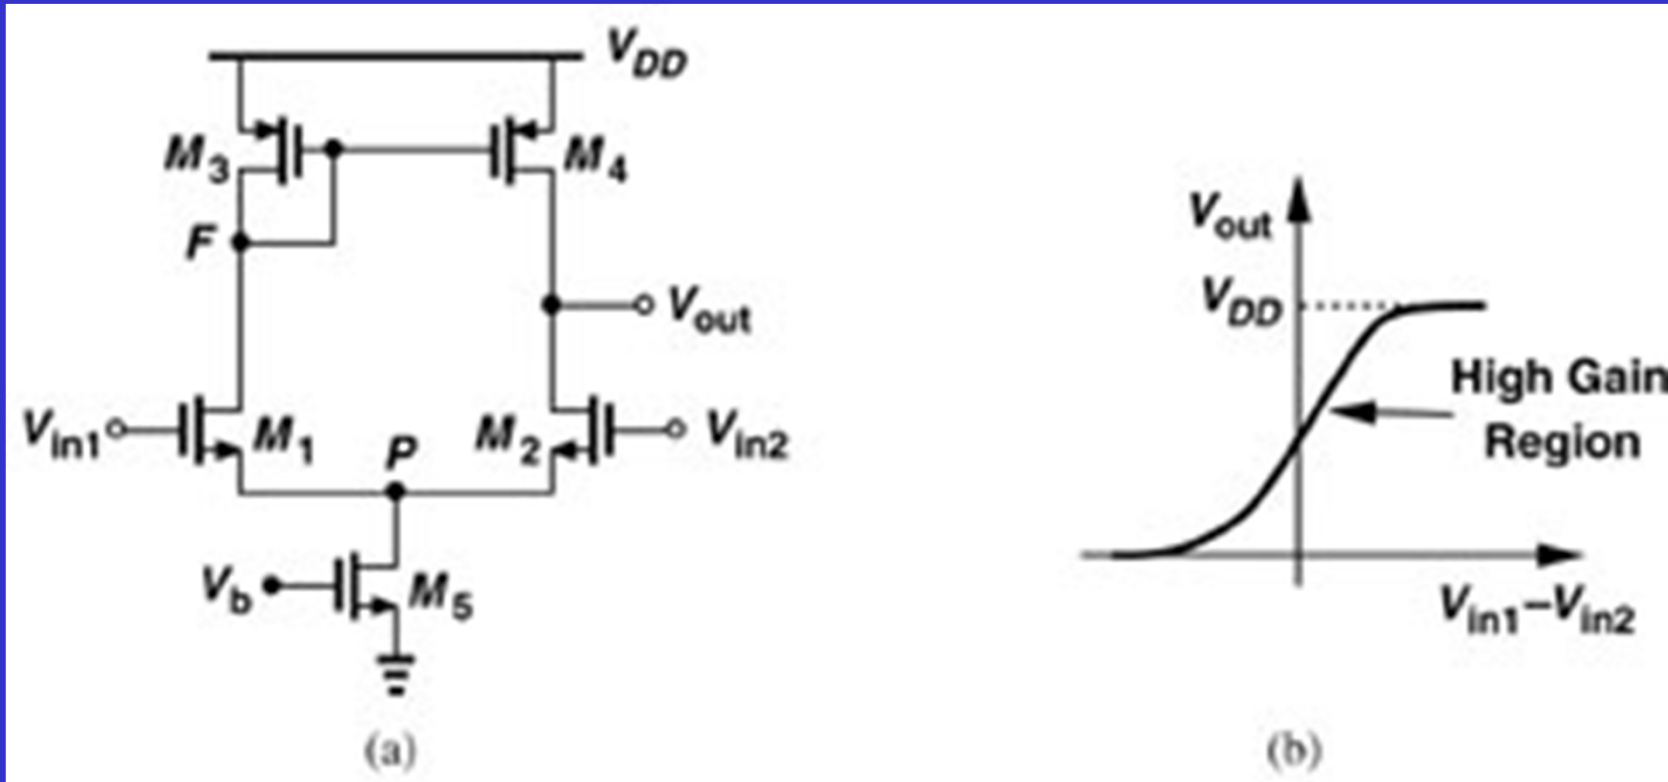 VDD
M3
M4
F
Vout
Vin1
M1
M2
Vin2
P
Vb
M5
(a)
Vout
VDD
High Gain
Region
Vin1–Vin2
(b)